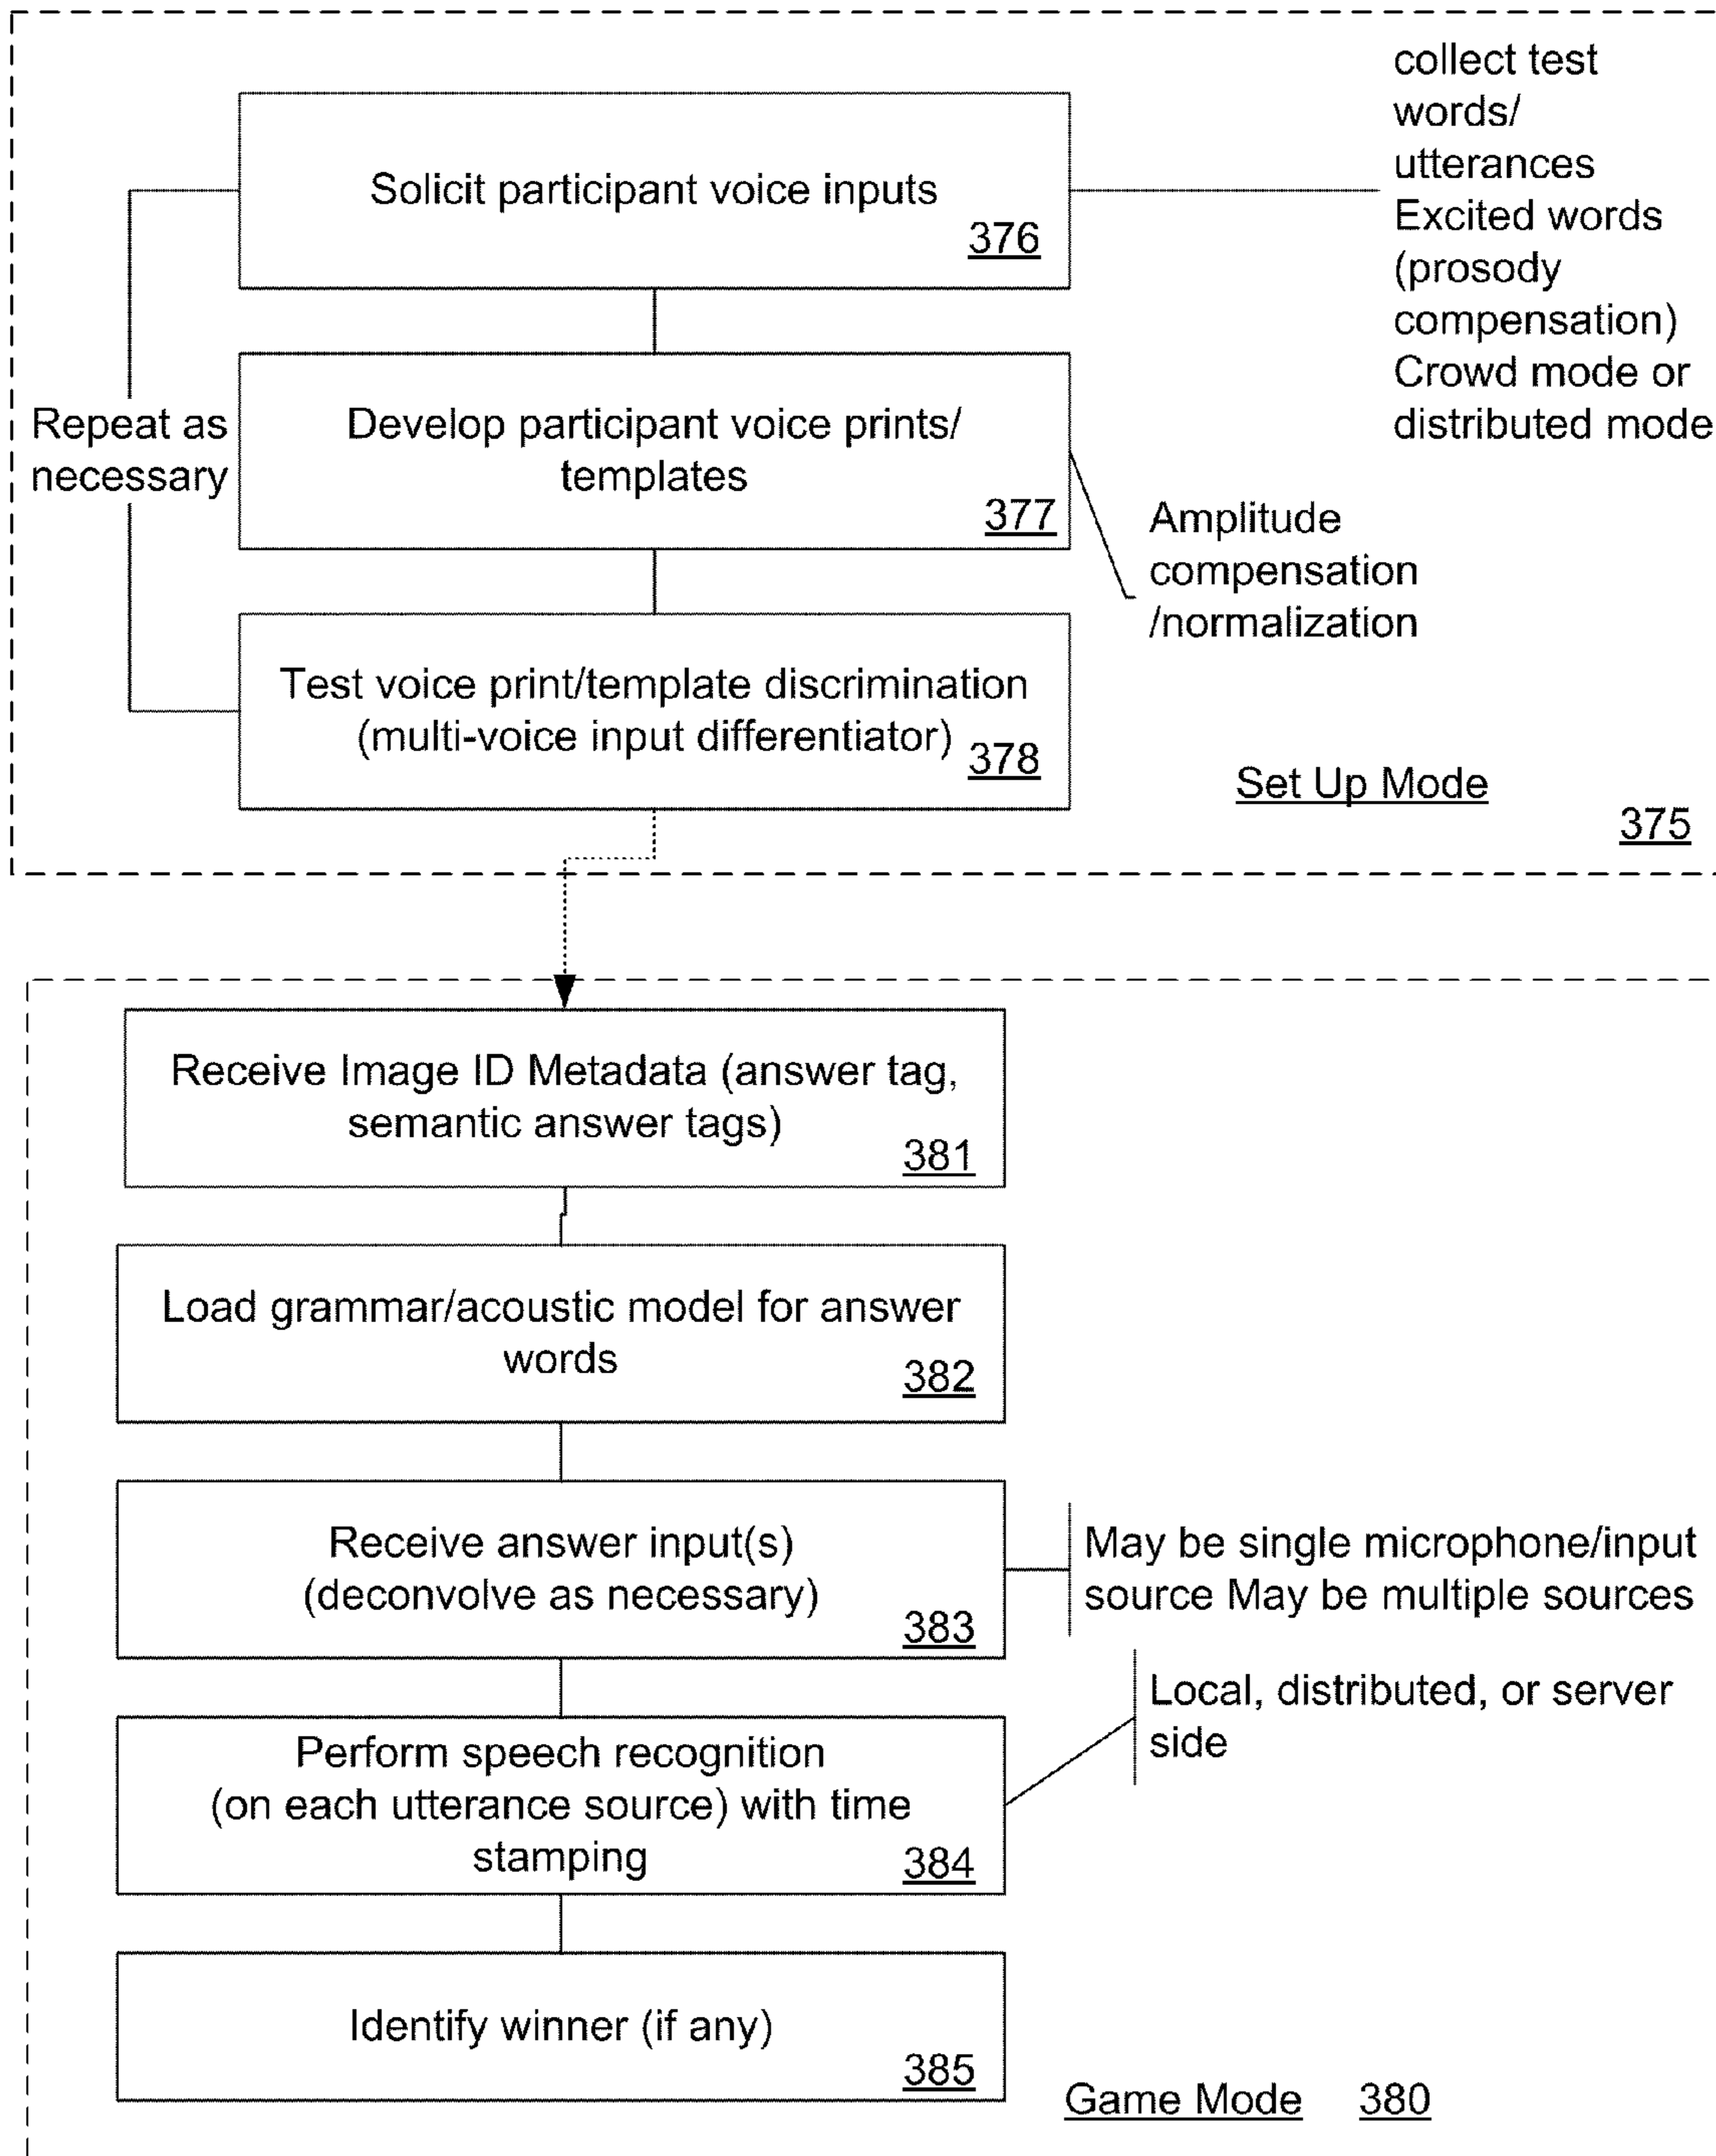 collect test
words/
utterances
Excited words
(prosody
compensation)
Crowd mode or
distributed mode
Solicit participant voice inputs
376
Repeat as
necessary
Develop participant voice prints/
templates
377
Amplitude
compensation
/normalization
Test voice print/template discrimination
(multi-voice input differentiator)
378
Set Up Mode
375
Receive Image ID Metadata (answer tag,
semantic answer tags)
381
Load grammar/acoustic model for answer
words
382
Receive answer input(s)
(deconvolve as necessary)
383
May be single microphone/input
source May be multiple sources
Local, distributed, or server
side
Perform speech recognition
(on each utterance source) with time
stamping
384
Identify winner (if any)
385
Game Mode 380